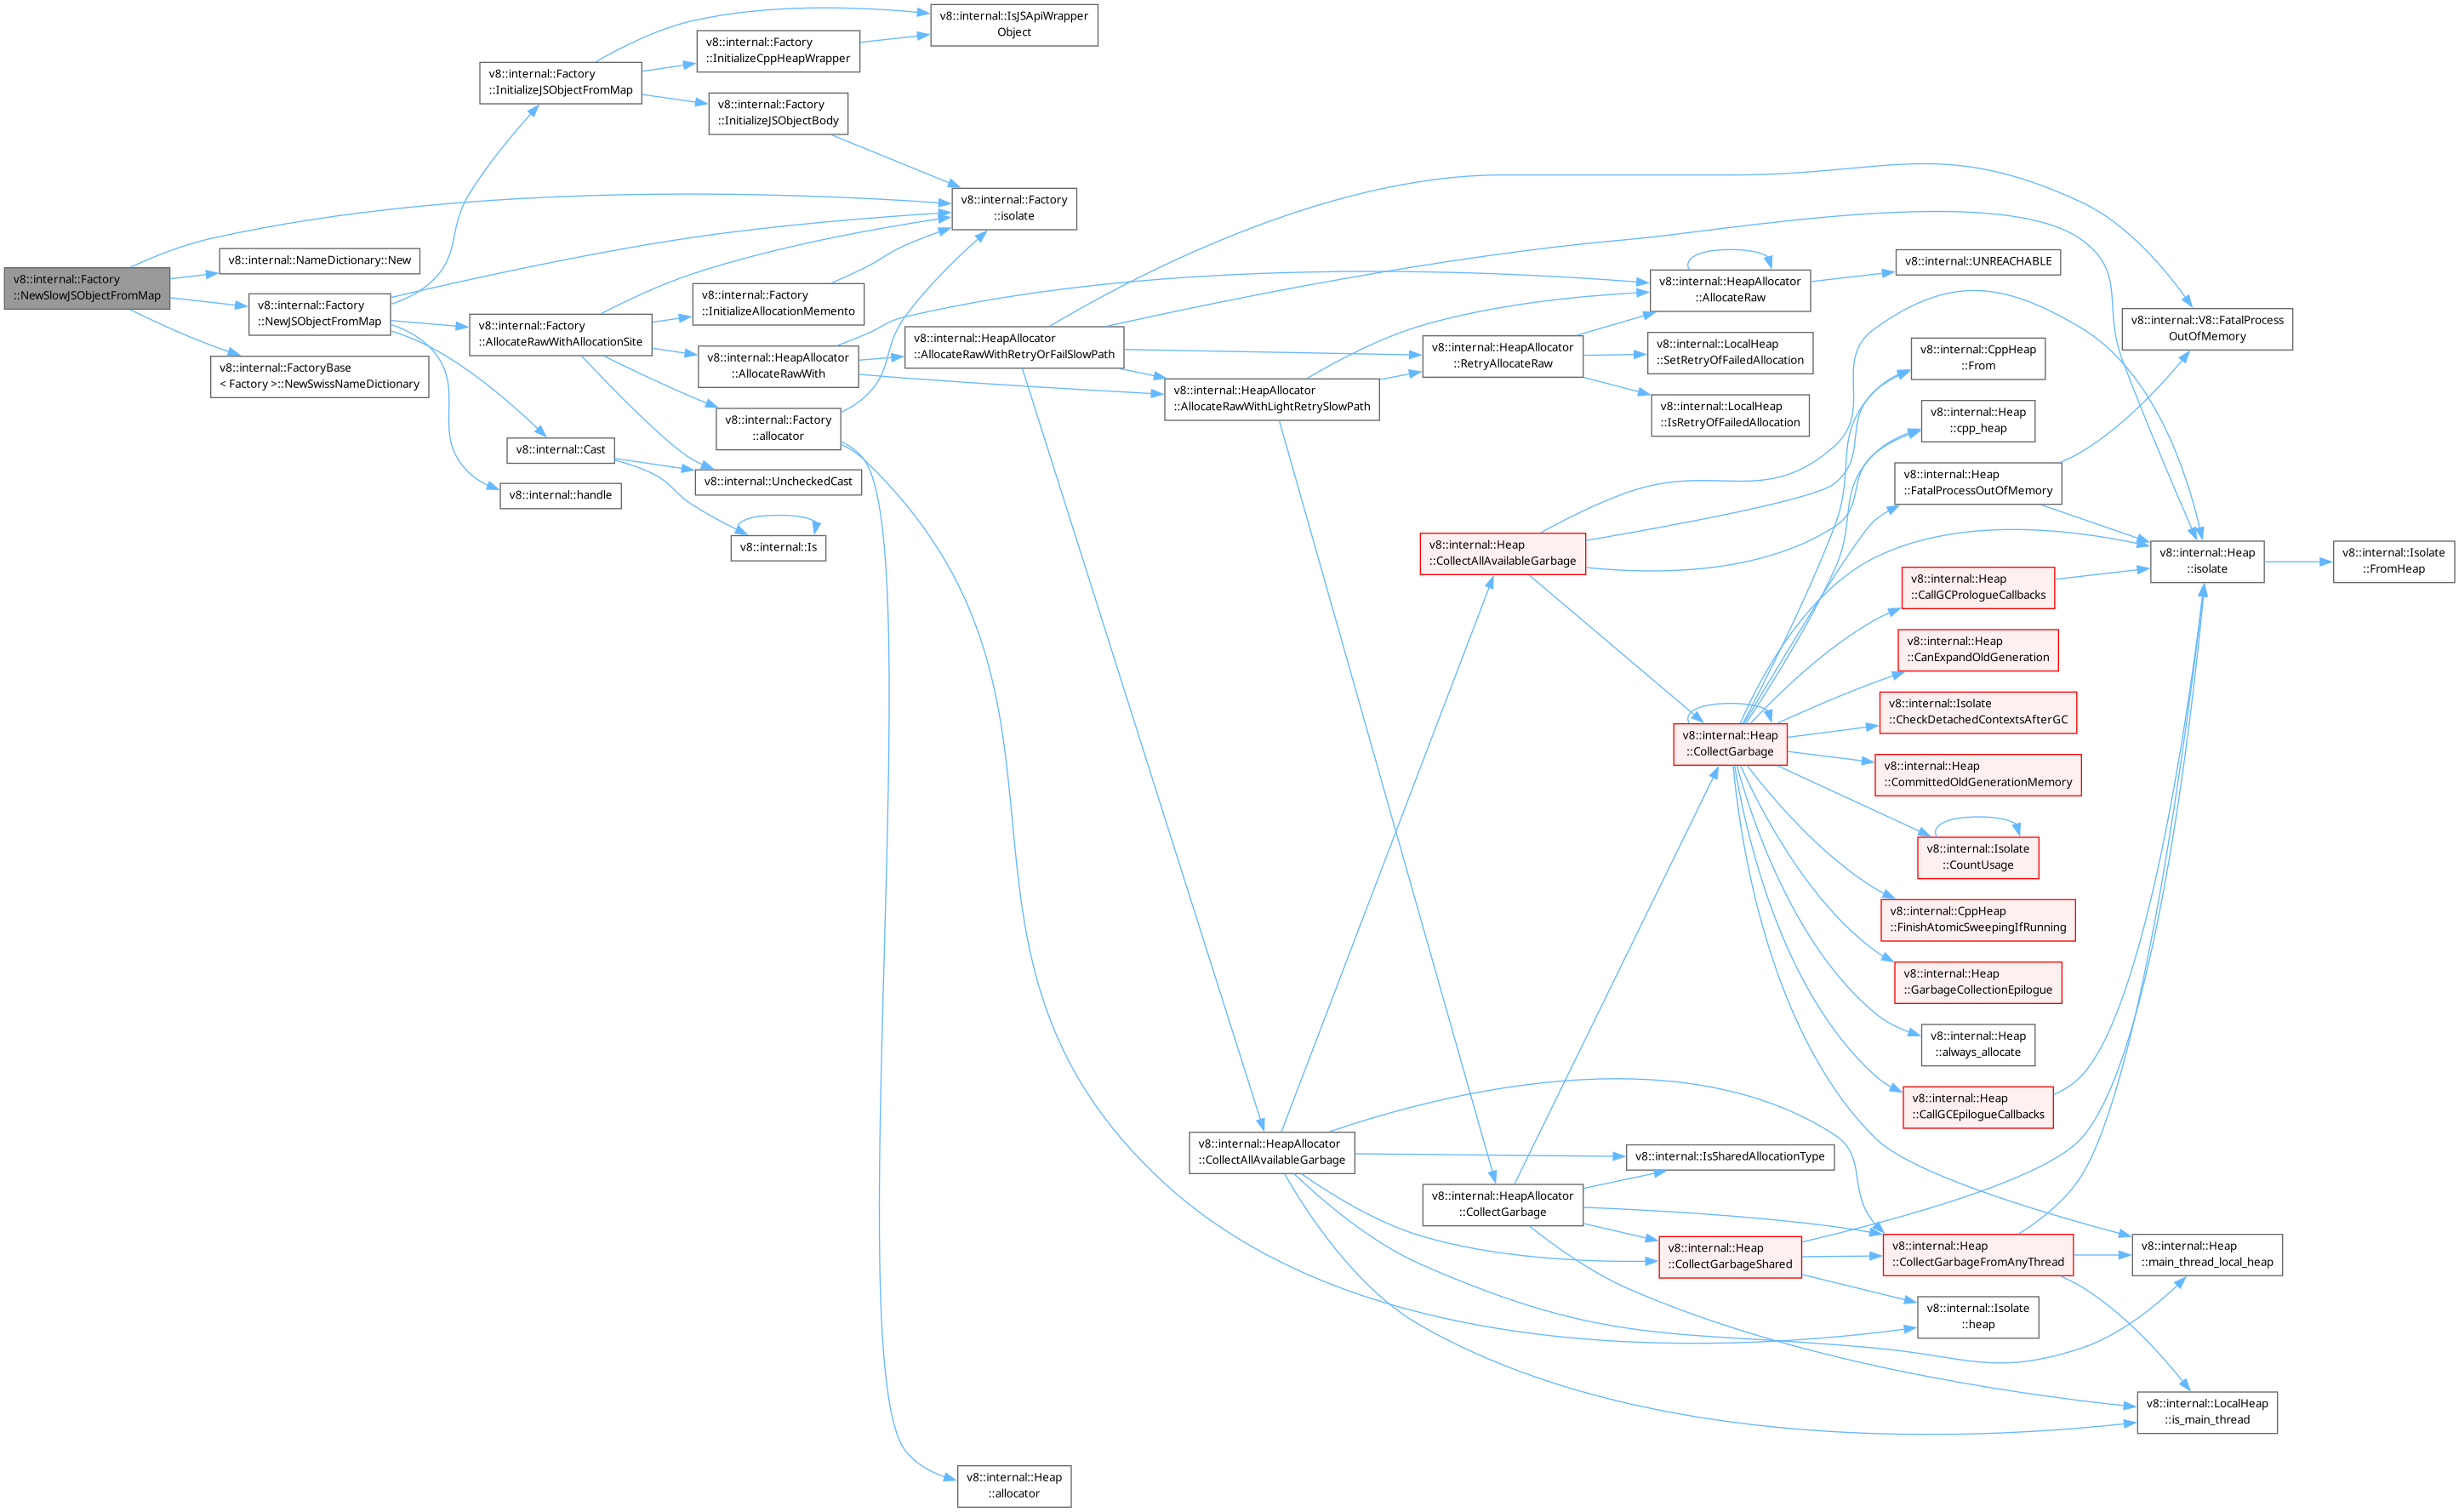 v8::internal::Factory
::NewSlowJSObjectFromMap
v8::internal::NameDictionary::New
v8::internal::Factory
::NewJSObjectFromMap
v8::internal::FactoryBase
< Factory >::NewSwissNameDictionary
v8::internal::Factory
::InitializeJSObjectFromMap
v8::internal::Factory
::AllocateRawWithAllocationSite
v8::internal::Cast
v8::internal::handle
v8::internal::Factory
::InitializeCppHeapWrapper
v8::internal::Factory
::InitializeJSObjectBody
v8::internal::Factory
::InitializeAllocationMemento
v8::internal::HeapAllocator
::AllocateRawWith
v8::internal::Factory
::allocator
v8::internal::UncheckedCast
v8::internal::Is
v8::internal::IsJSApiWrapper
Object
v8::internal::Factory
::isolate
v8::internal::HeapAllocator
::AllocateRawWithRetryOrFailSlowPath
v8::internal::Heap
::allocator
v8::internal::HeapAllocator
::AllocateRawWithLightRetrySlowPath
v8::internal::HeapAllocator
::CollectAllAvailableGarbage
v8::internal::HeapAllocator
::RetryAllocateRaw
v8::internal::Heap
::CollectAllAvailableGarbage
v8::internal::HeapAllocator
::CollectGarbage
v8::internal::HeapAllocator
::AllocateRaw
v8::internal::LocalHeap
::SetRetryOfFailedAllocation
v8::internal::LocalHeap
::IsRetryOfFailedAllocation
v8::internal::Heap
::CollectGarbage
v8::internal::IsSharedAllocationType
v8::internal::Heap
::CollectGarbageShared
v8::internal::UNREACHABLE
v8::internal::CppHeap
::From
v8::internal::Heap
::cpp_heap
v8::internal::Heap
::FatalProcessOutOfMemory
v8::internal::Heap
::CallGCPrologueCallbacks
v8::internal::Heap
::CanExpandOldGeneration
v8::internal::Isolate
::CheckDetachedContextsAfterGC
v8::internal::Heap
::CommittedOldGenerationMemory
v8::internal::Isolate
::CountUsage
v8::internal::CppHeap
::FinishAtomicSweepingIfRunning
v8::internal::Heap
::GarbageCollectionEpilogue
v8::internal::Heap
::always_allocate
v8::internal::Heap
::CallGCEpilogueCallbacks
v8::internal::Heap
::CollectGarbageFromAnyThread
v8::internal::Isolate
::heap
v8::internal::V8::FatalProcess
OutOfMemory
v8::internal::Heap
::isolate
v8::internal::Heap
::main_thread_local_heap
v8::internal::LocalHeap
::is_main_thread
v8::internal::Isolate
::FromHeap